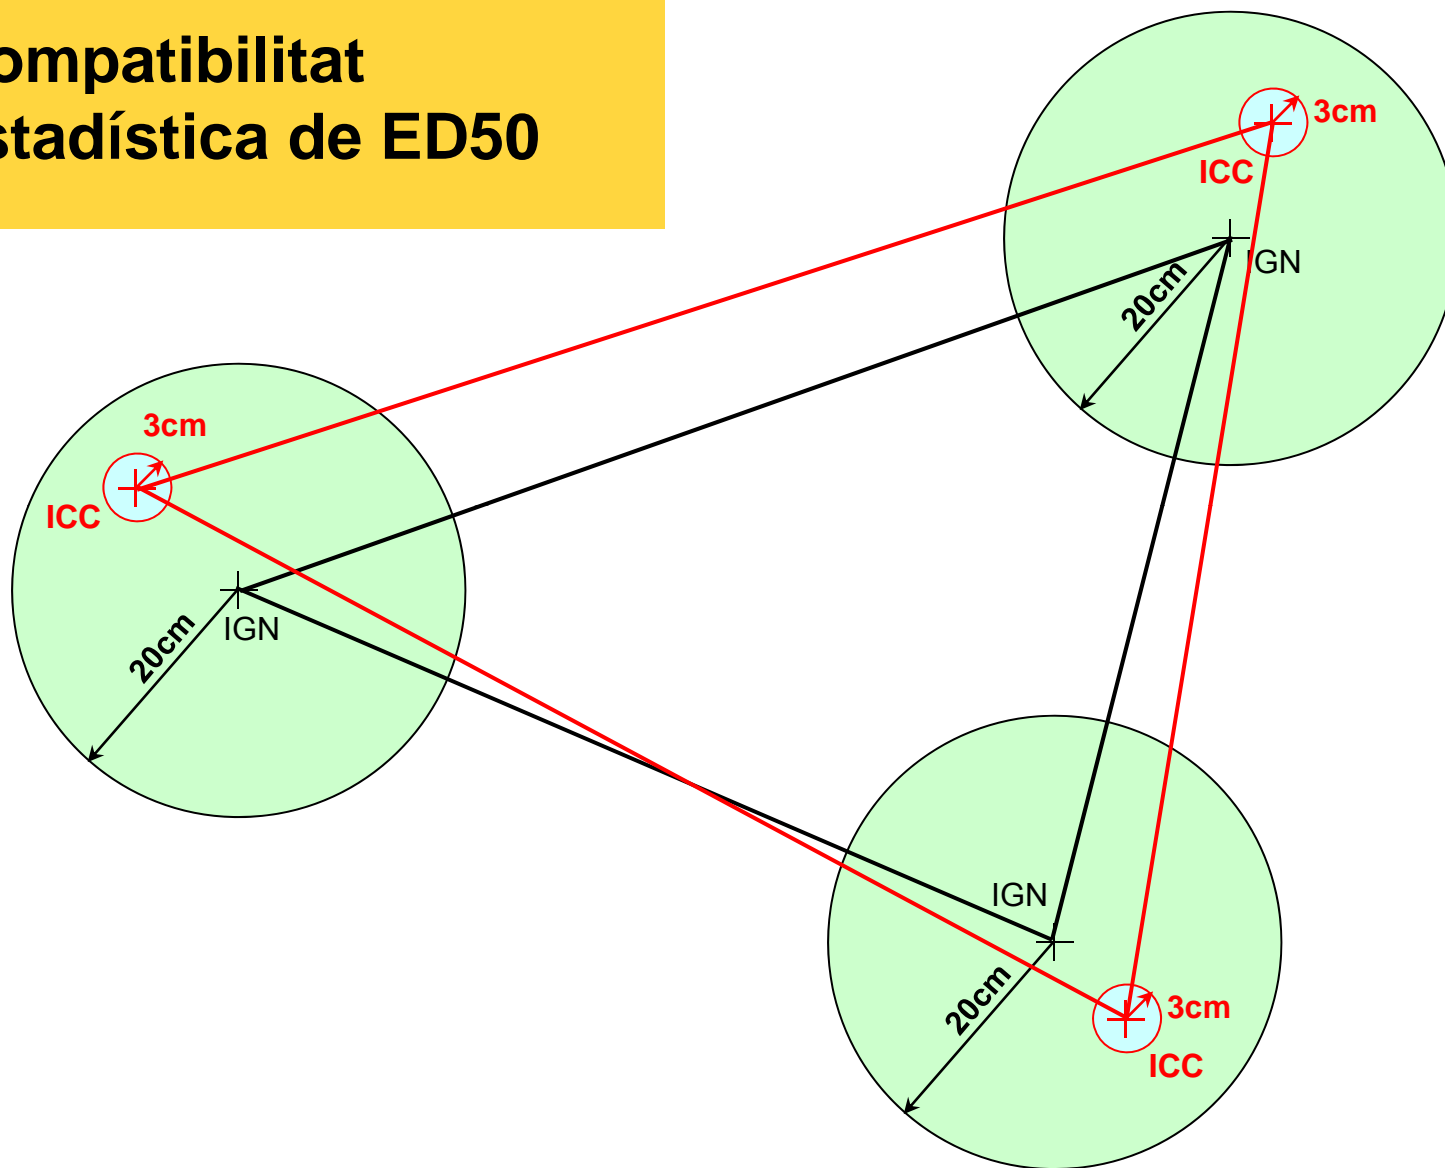 ompatibilitat
stadística de ED50
3cm
ICC
IGN
20cm
3cm
ICC
IGN
20cm
IGN
20cm
3cm
ICC